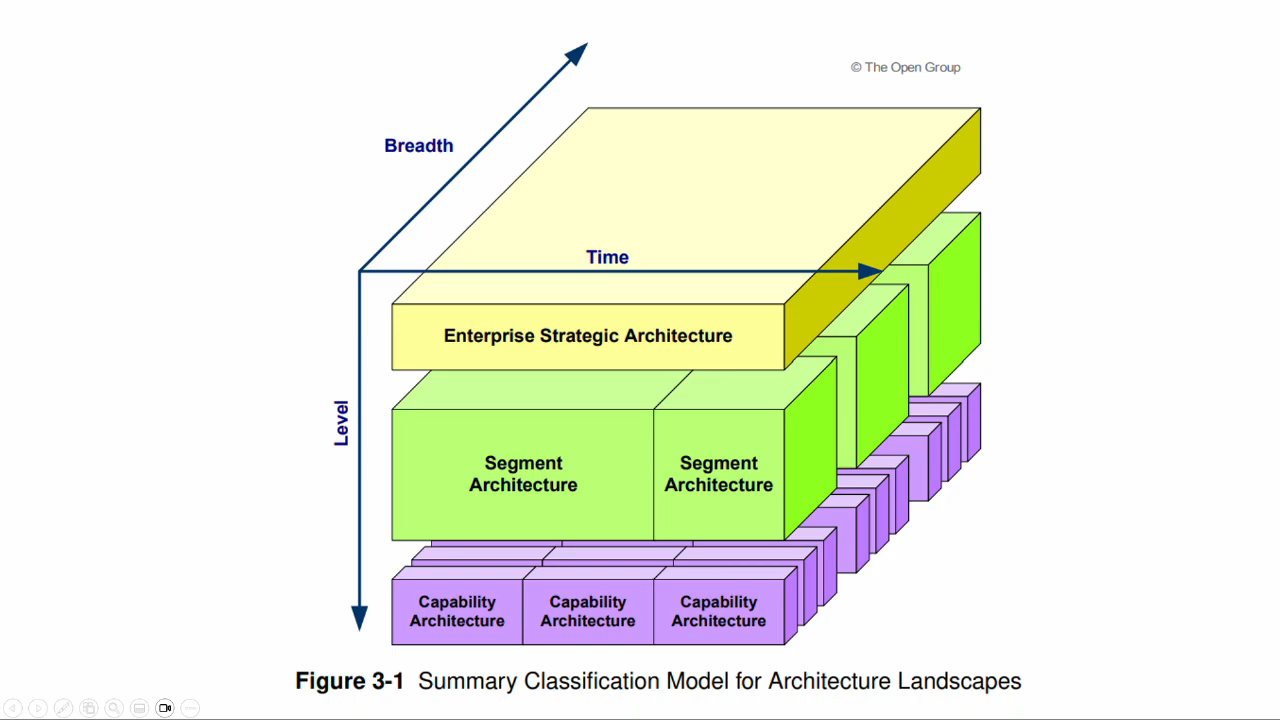 © The Open Group
Breadth
Time
Enterprise Strategic Architecture
Level
Segment
Architecture
Segment
Architecture
Capability
Architecture
Capability
Architecture
Capability
Architecture
Figure 3-1 Summary Classification Model for Architecture Landscapes